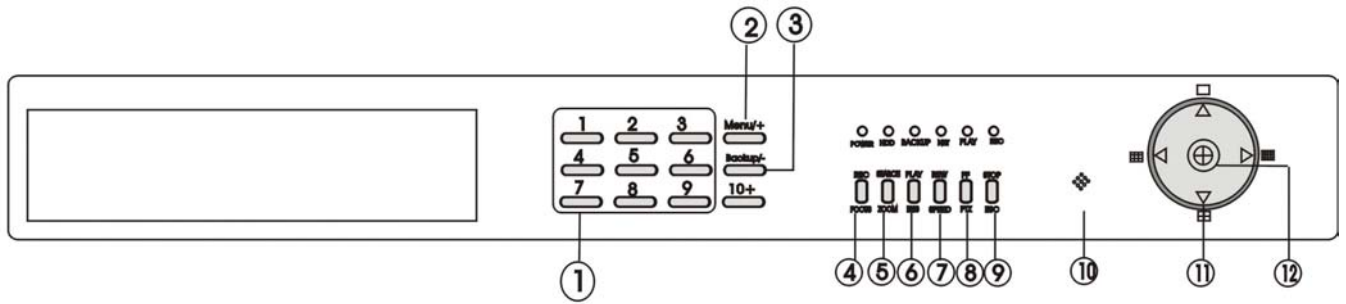 ② ③
1 2 3 Menu/+
POWER HDD BACKUP NET PLAY REC
4 5 6 Backup/-
REC SEARCH PLAY REW FF STOP
7 8 9 10+
FOCUS ZOOM SPEED PTZ
① ④ ⑤ ⑥ ⑦ ⑧ ⑨ ⑩ ⑪ ⑫